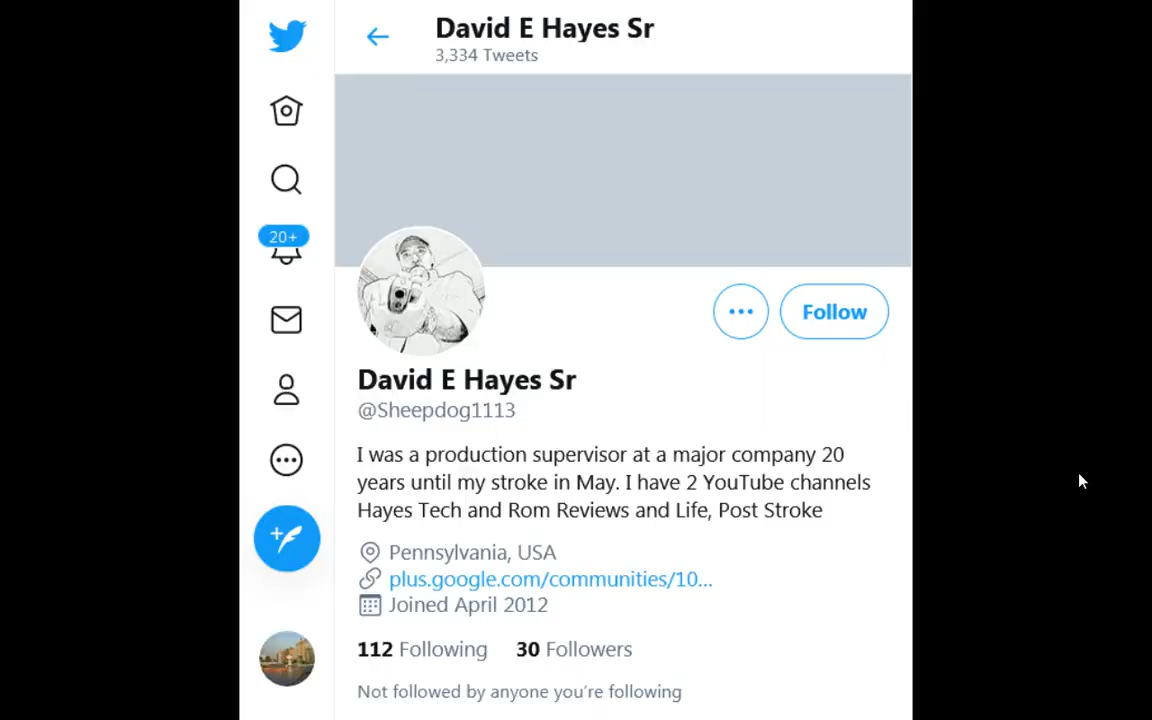 David E Hayes Sr
3,334 Tweets
20+
Follow
David E Hayes Sr
@Sheepdog1113
I was a production supervisor at a major company 20
years until my stroke in May. I have 2 YouTube channels
Hayes Tech and Rom Reviews and Life, Post Stroke
Pennsylvania, USA
plus.google.com/communities/10...
Joined April 2012
112 Following 30 Followers
Not followed by anyone you're following